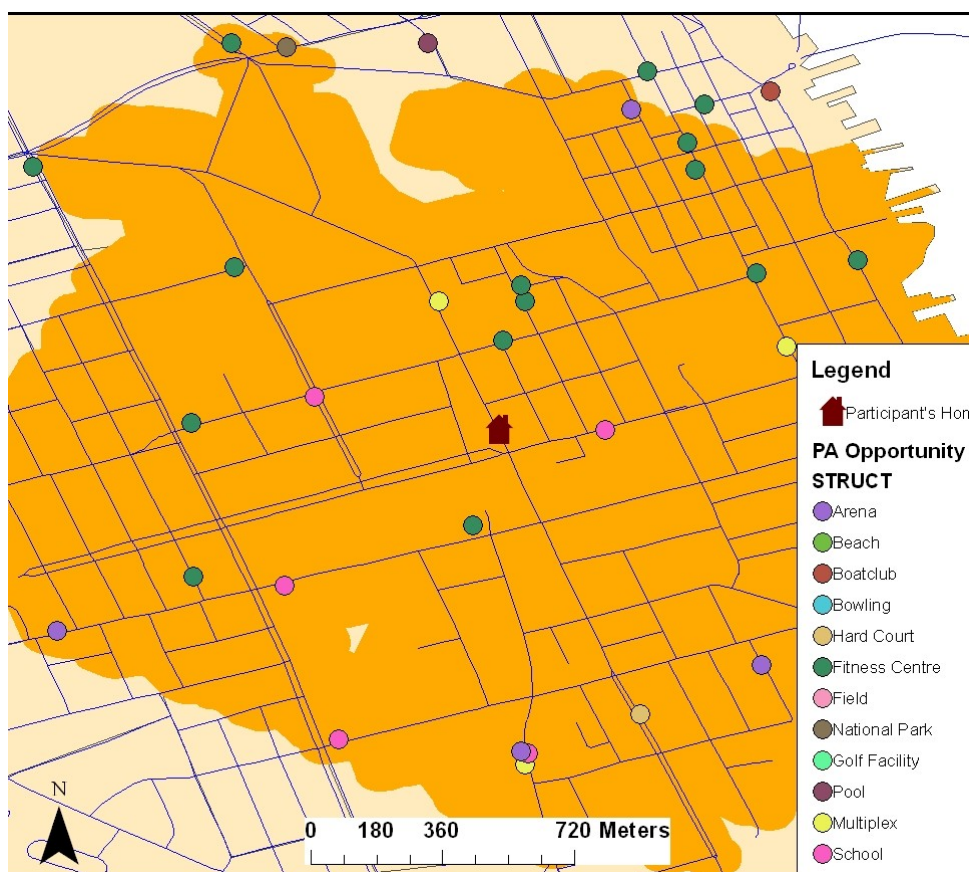 Legend
Participant's Hon
PA Opportunity
STRUCT
Arena
Beach
Boatclub
Bowling
Hard Court
Fitness Centre
Field
National Park
Golf Facility
Pool
Multiplex
School
N
0 180 360 720 Meters